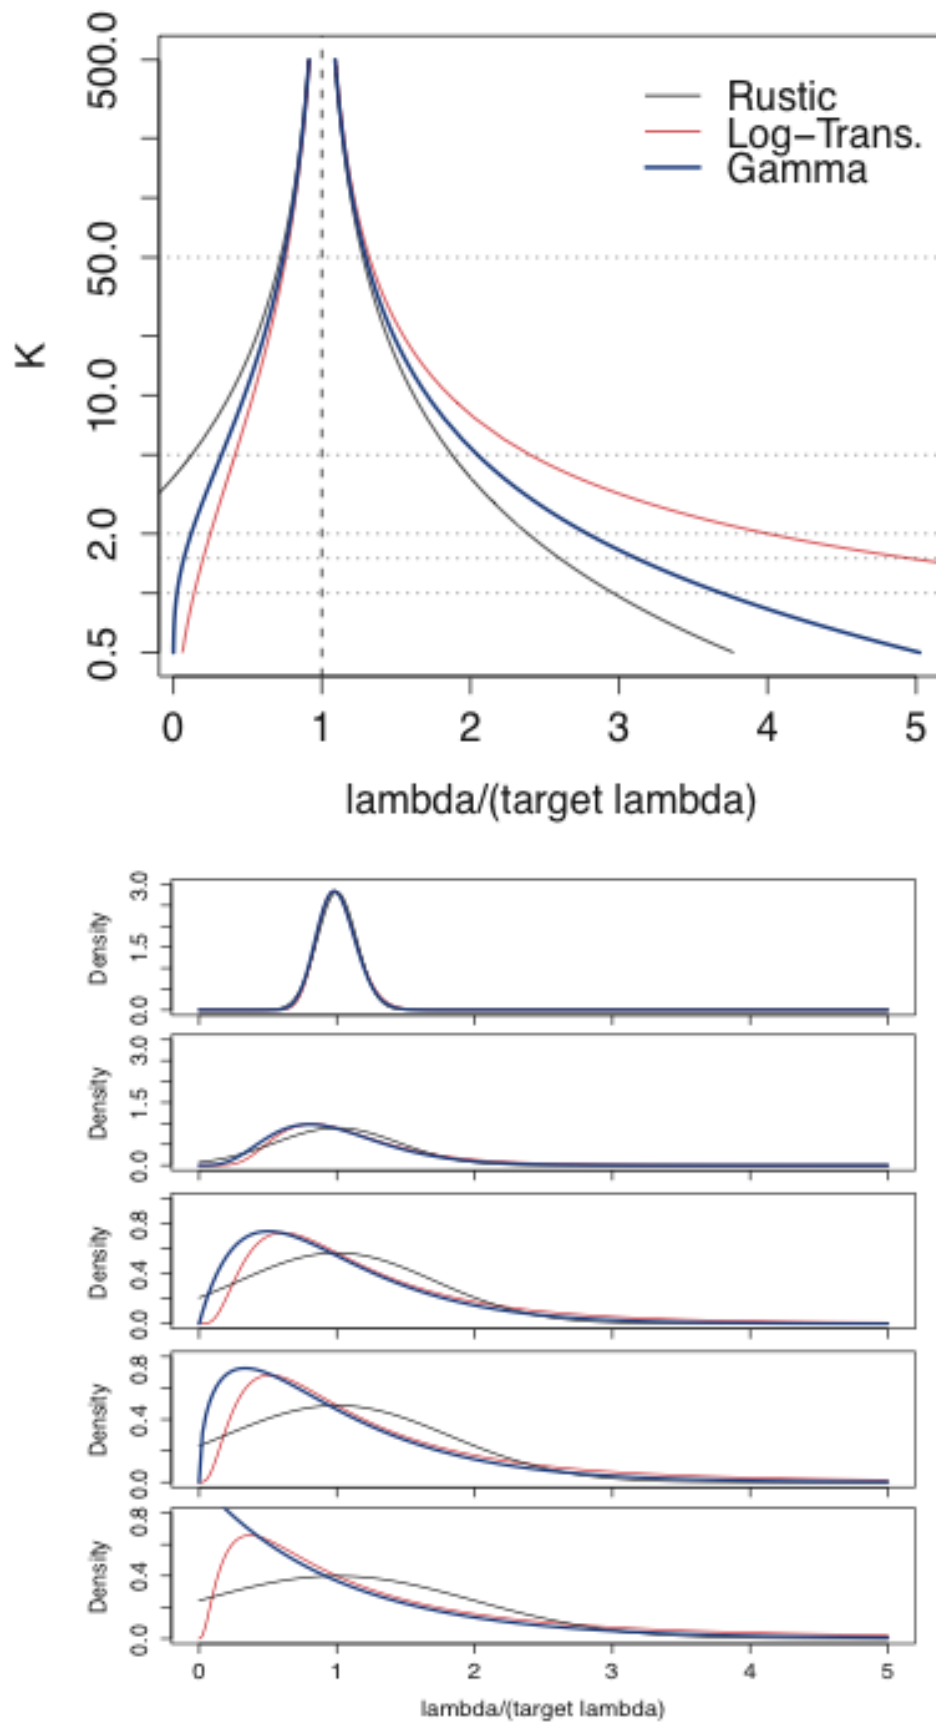 500.0
50.0
10.0
2.0
0.5
K
Rustic
Log-Trans.
Gamma
0 1 2 3 4 5
lambda/(target lambda)
Density
0.0 1.5 3.0
Density
0.0 1.5 3.0
Density
0.0 0.4 0.8
Density
0.0 0.4 0.8
Density
0.0 0.4 0.8
0 1 2 3 4 5
lambda/(target lambda)